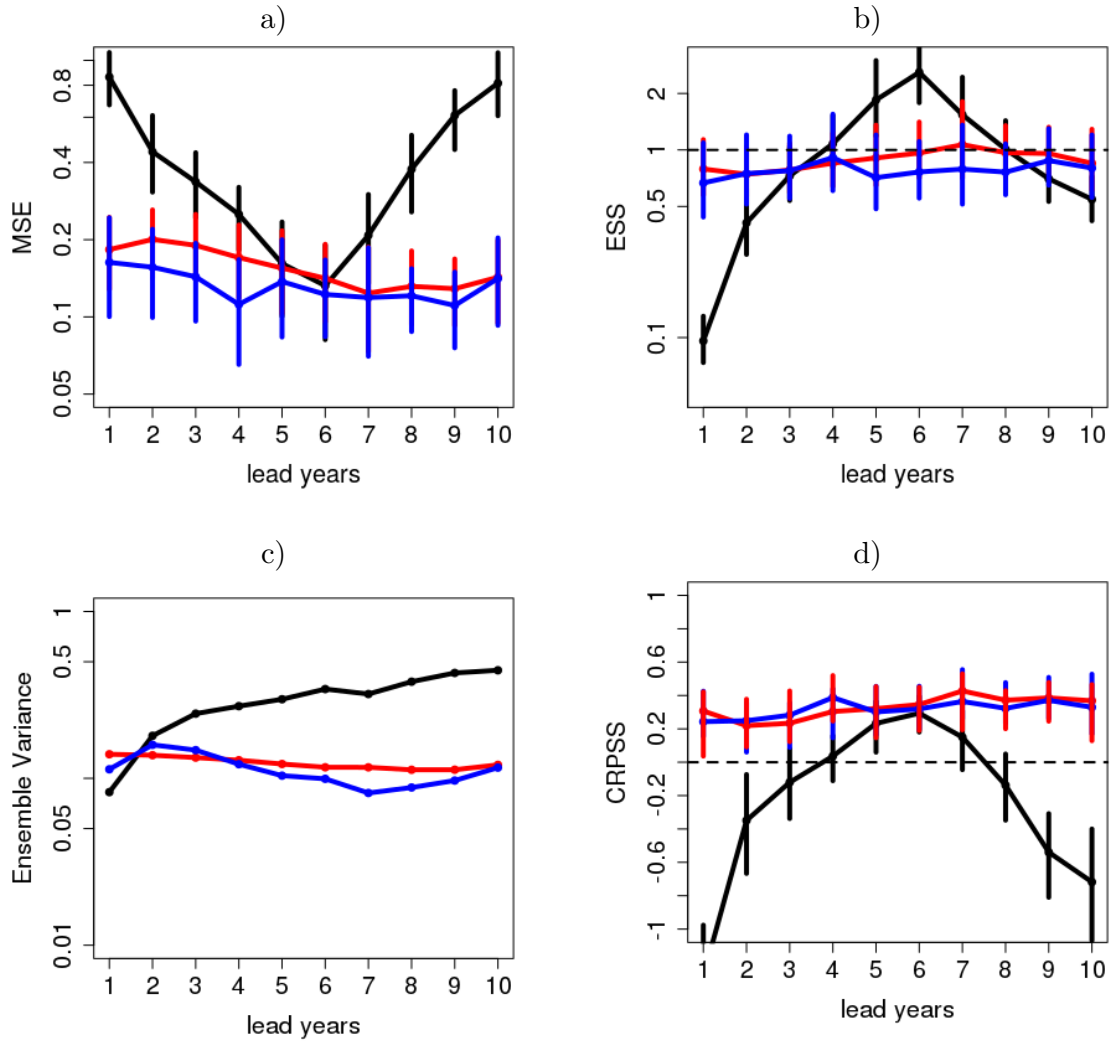 a)
MSE
0.8
0.4
0.2
0.1
0.05
1 2 3 4 5 6 7 8 9 10
lead years
b)
ESS
2
1
0.5
0.1
1 2 3 4 5 6 7 8 9 10
lead years
c)
Ensemble Variance
1
0.5
0.05
0.01
1 2 3 4 5 6 7 8 9 10
lead years
d)
CRPSS
1
0.6
0.2
-0.2
-0.6
-1
1 2 3 4 5 6 7 8 9 10
lead years